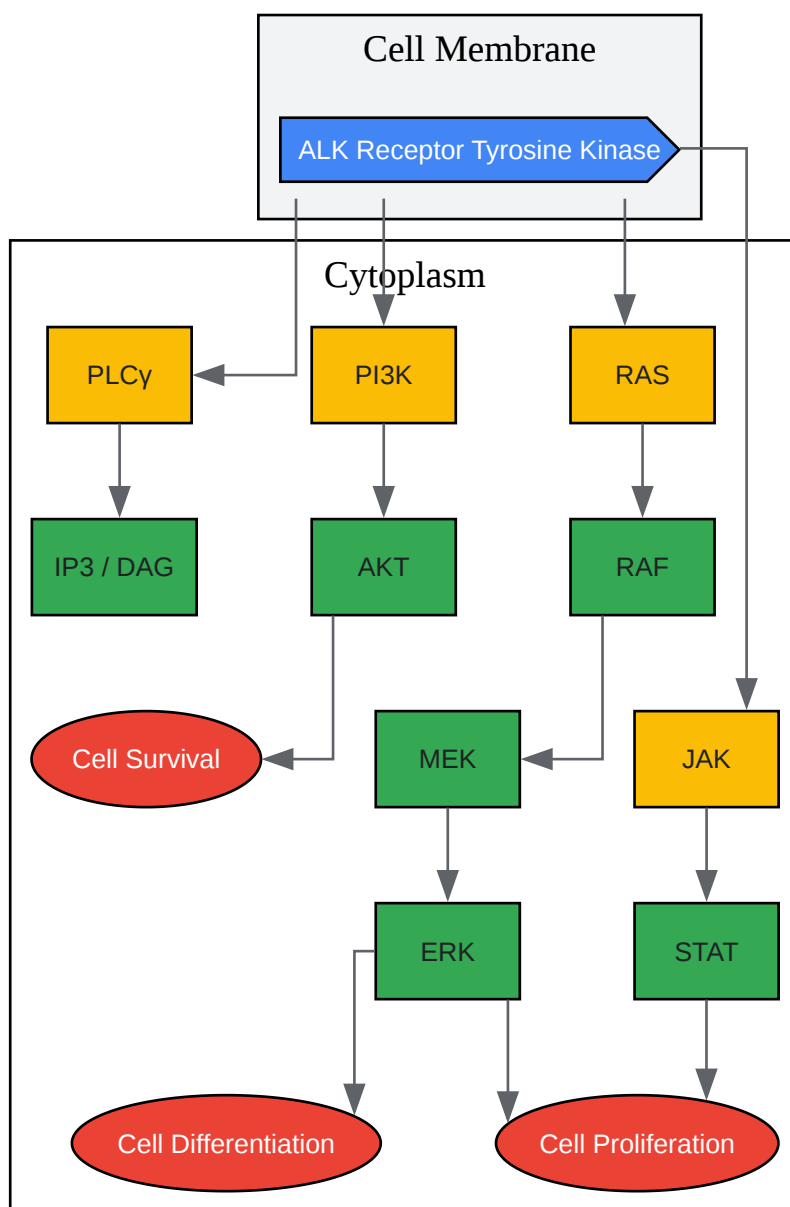 Cell Membrane
ALK Receptor Tyrosine Kinase
Cytoplasm
PLCγ
PI3K
RAS
IP3 / DAG
AKT
RAF
Cell Survival
MEK
JAK
ERK
STAT
Cell Differentiation
Cell Proliferation